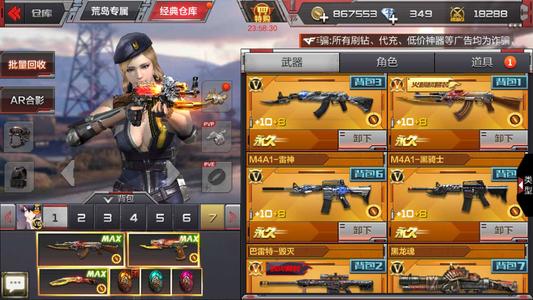 仓库
荒岛专属
经典仓库
特购
23:58.30
867553
349
18288
F骗:所有刷钻、代充、低价神器等广告均为诈骗
批量回收
AR合影
PVP
PVE
背包
1
2
3
4
5
6
7
MAX
MAX
MAX
武器
角色
道具
1
背包3
+10+8
永久
卸下
+10+8
永久
卸下
M4A1-雷神
背包6
+10+8
永久
卸下
M4A1-黑骑士
背包5
+10+8
永久
卸下
巴雷特-毁灭
背包2
黑龙魂
背包7
类型